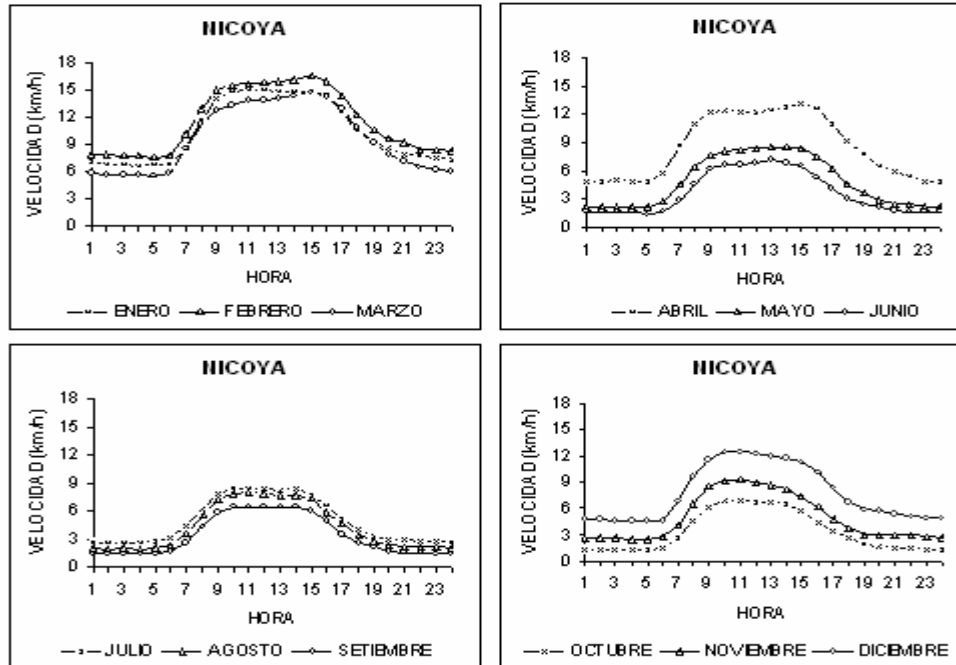 NICOYA
VELOCIDAD (km/h)
18
15
12
9
6
3
0
1 3 5 7 9 11 13 15 17 19 21 23
HORA
ENERO FEBRERO MARZO
NICOYA
VELOCIDAD (km/h)
18
15
12
9
6
3
0
1 3 5 7 9 11 13 15 17 19 21 23
HORA
ABRIL MAYO JUNIO
NICOYA
VELOCIDAD (km/h)
18
15
12
9
6
3
0
1 3 5 7 9 11 13 15 17 19 21 23
HORA
JULIO AGOSTO SETIEMBRE
NICOYA
VELOCIDAD (km/h)
18
15
12
9
6
3
0
1 3 5 7 9 11 13 15 17 19 21 23
HORA
OCTUBRE NOVIEMBRE DICIEMBRE